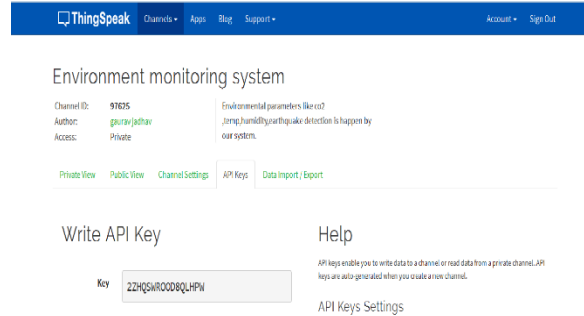 ThingSpeak Channels Apps Blog Support Account Sign Out
Environment monitoring system
Channel ID: 97625
Author: gauravjadhav
Access: Private
Environmental parameters like co2
,temp,humidity,earthquake detection is happen by
our system.
Private View Public View Channel Settings API Keys Data Import / Export
Write API Key
Key 2ZHQSWROOD8QLHPW
Help
API keys enable you to write data to a channel or read data from a private channel. API
keys are auto-generated when you create a new channel.
API Keys Settings